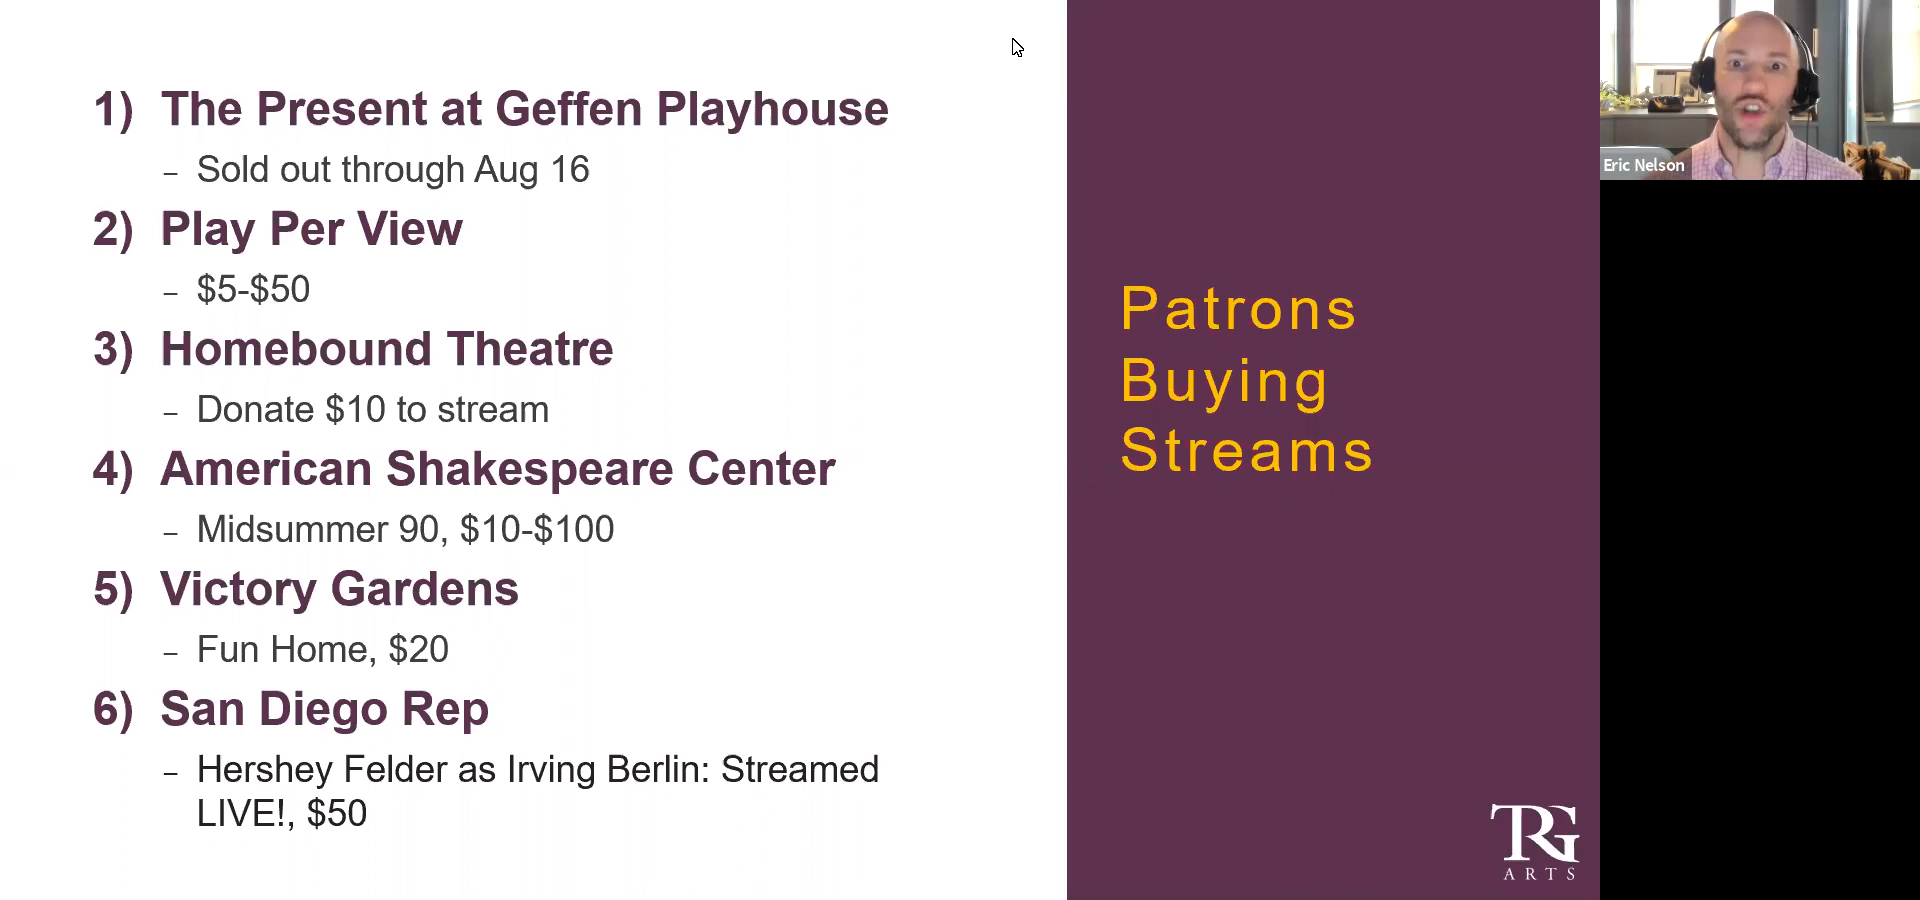 1) The Present at Geffen Playhouse
– Sold out through Aug 16
2) Play Per View
– $5-$50
3) Homebound Theatre
– Donate $10 to stream
4) American Shakespeare Center
– Midsummer 90, $10-$100
5) Victory Gardens
– Fun Home, $20
6) San Diego Rep
– Hershey Felder as Irving Berlin: Streamed
LIVE!, $50
Patrons
Buying
Streams
TRG
ARTS
Eric Nelson